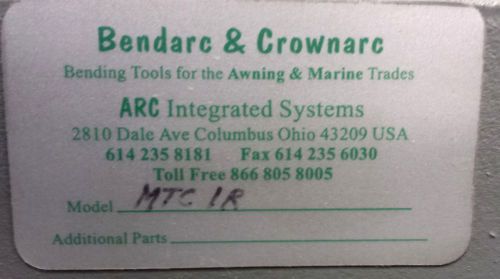 Bendarc & Crownarc
Bending Tools for the Awning & Marine Trades
ARC Integrated Systems
2810 Dale Ave Columbus Ohio 43209 USA
614 235 8181 Fax 614 235 6030
Toll Free 866 805 8005
Model MTC 1R
Additional Parts